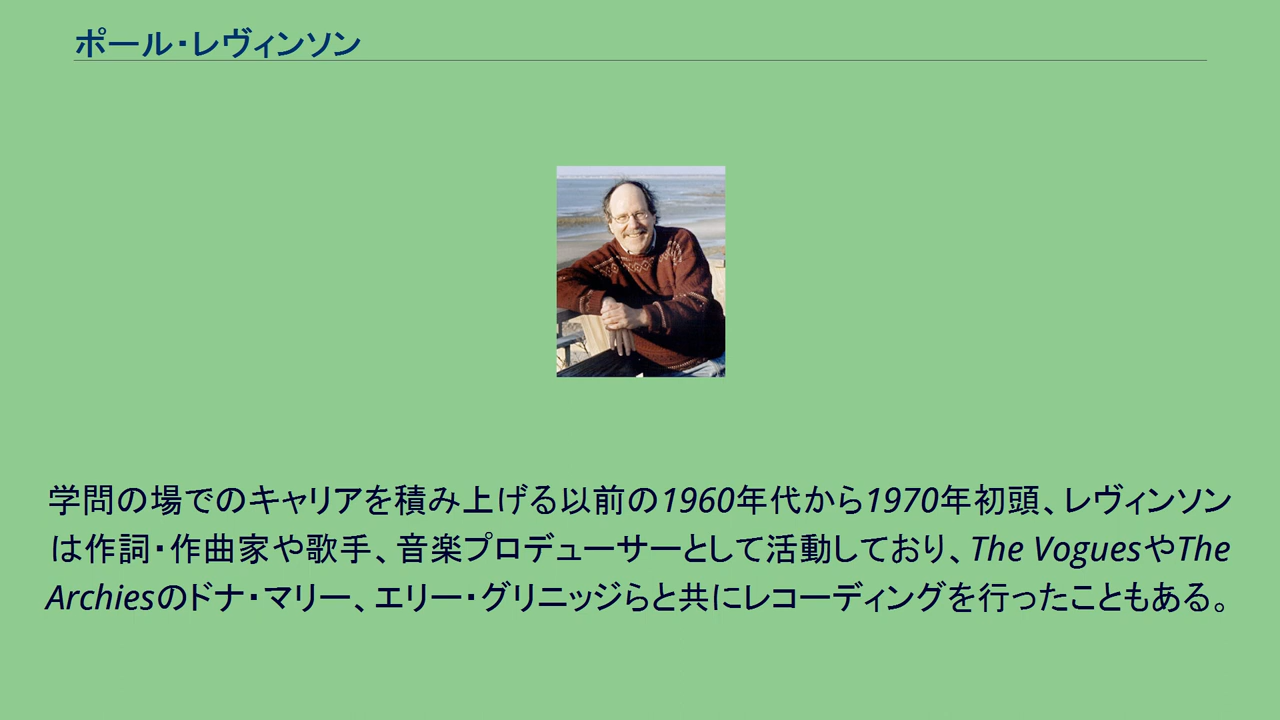 ポール・レヴィンソン
学問の場でのキャリアを積み上げる以前の1960年代から1970年初頭、レヴィンソン
は作詞・作曲家や歌手、音楽プロデューサーとして活動しており、The VoguesやThe
Archiesのドナ・マリー、エリー・グリニッジらと共にレコーディングを行ったこともある。